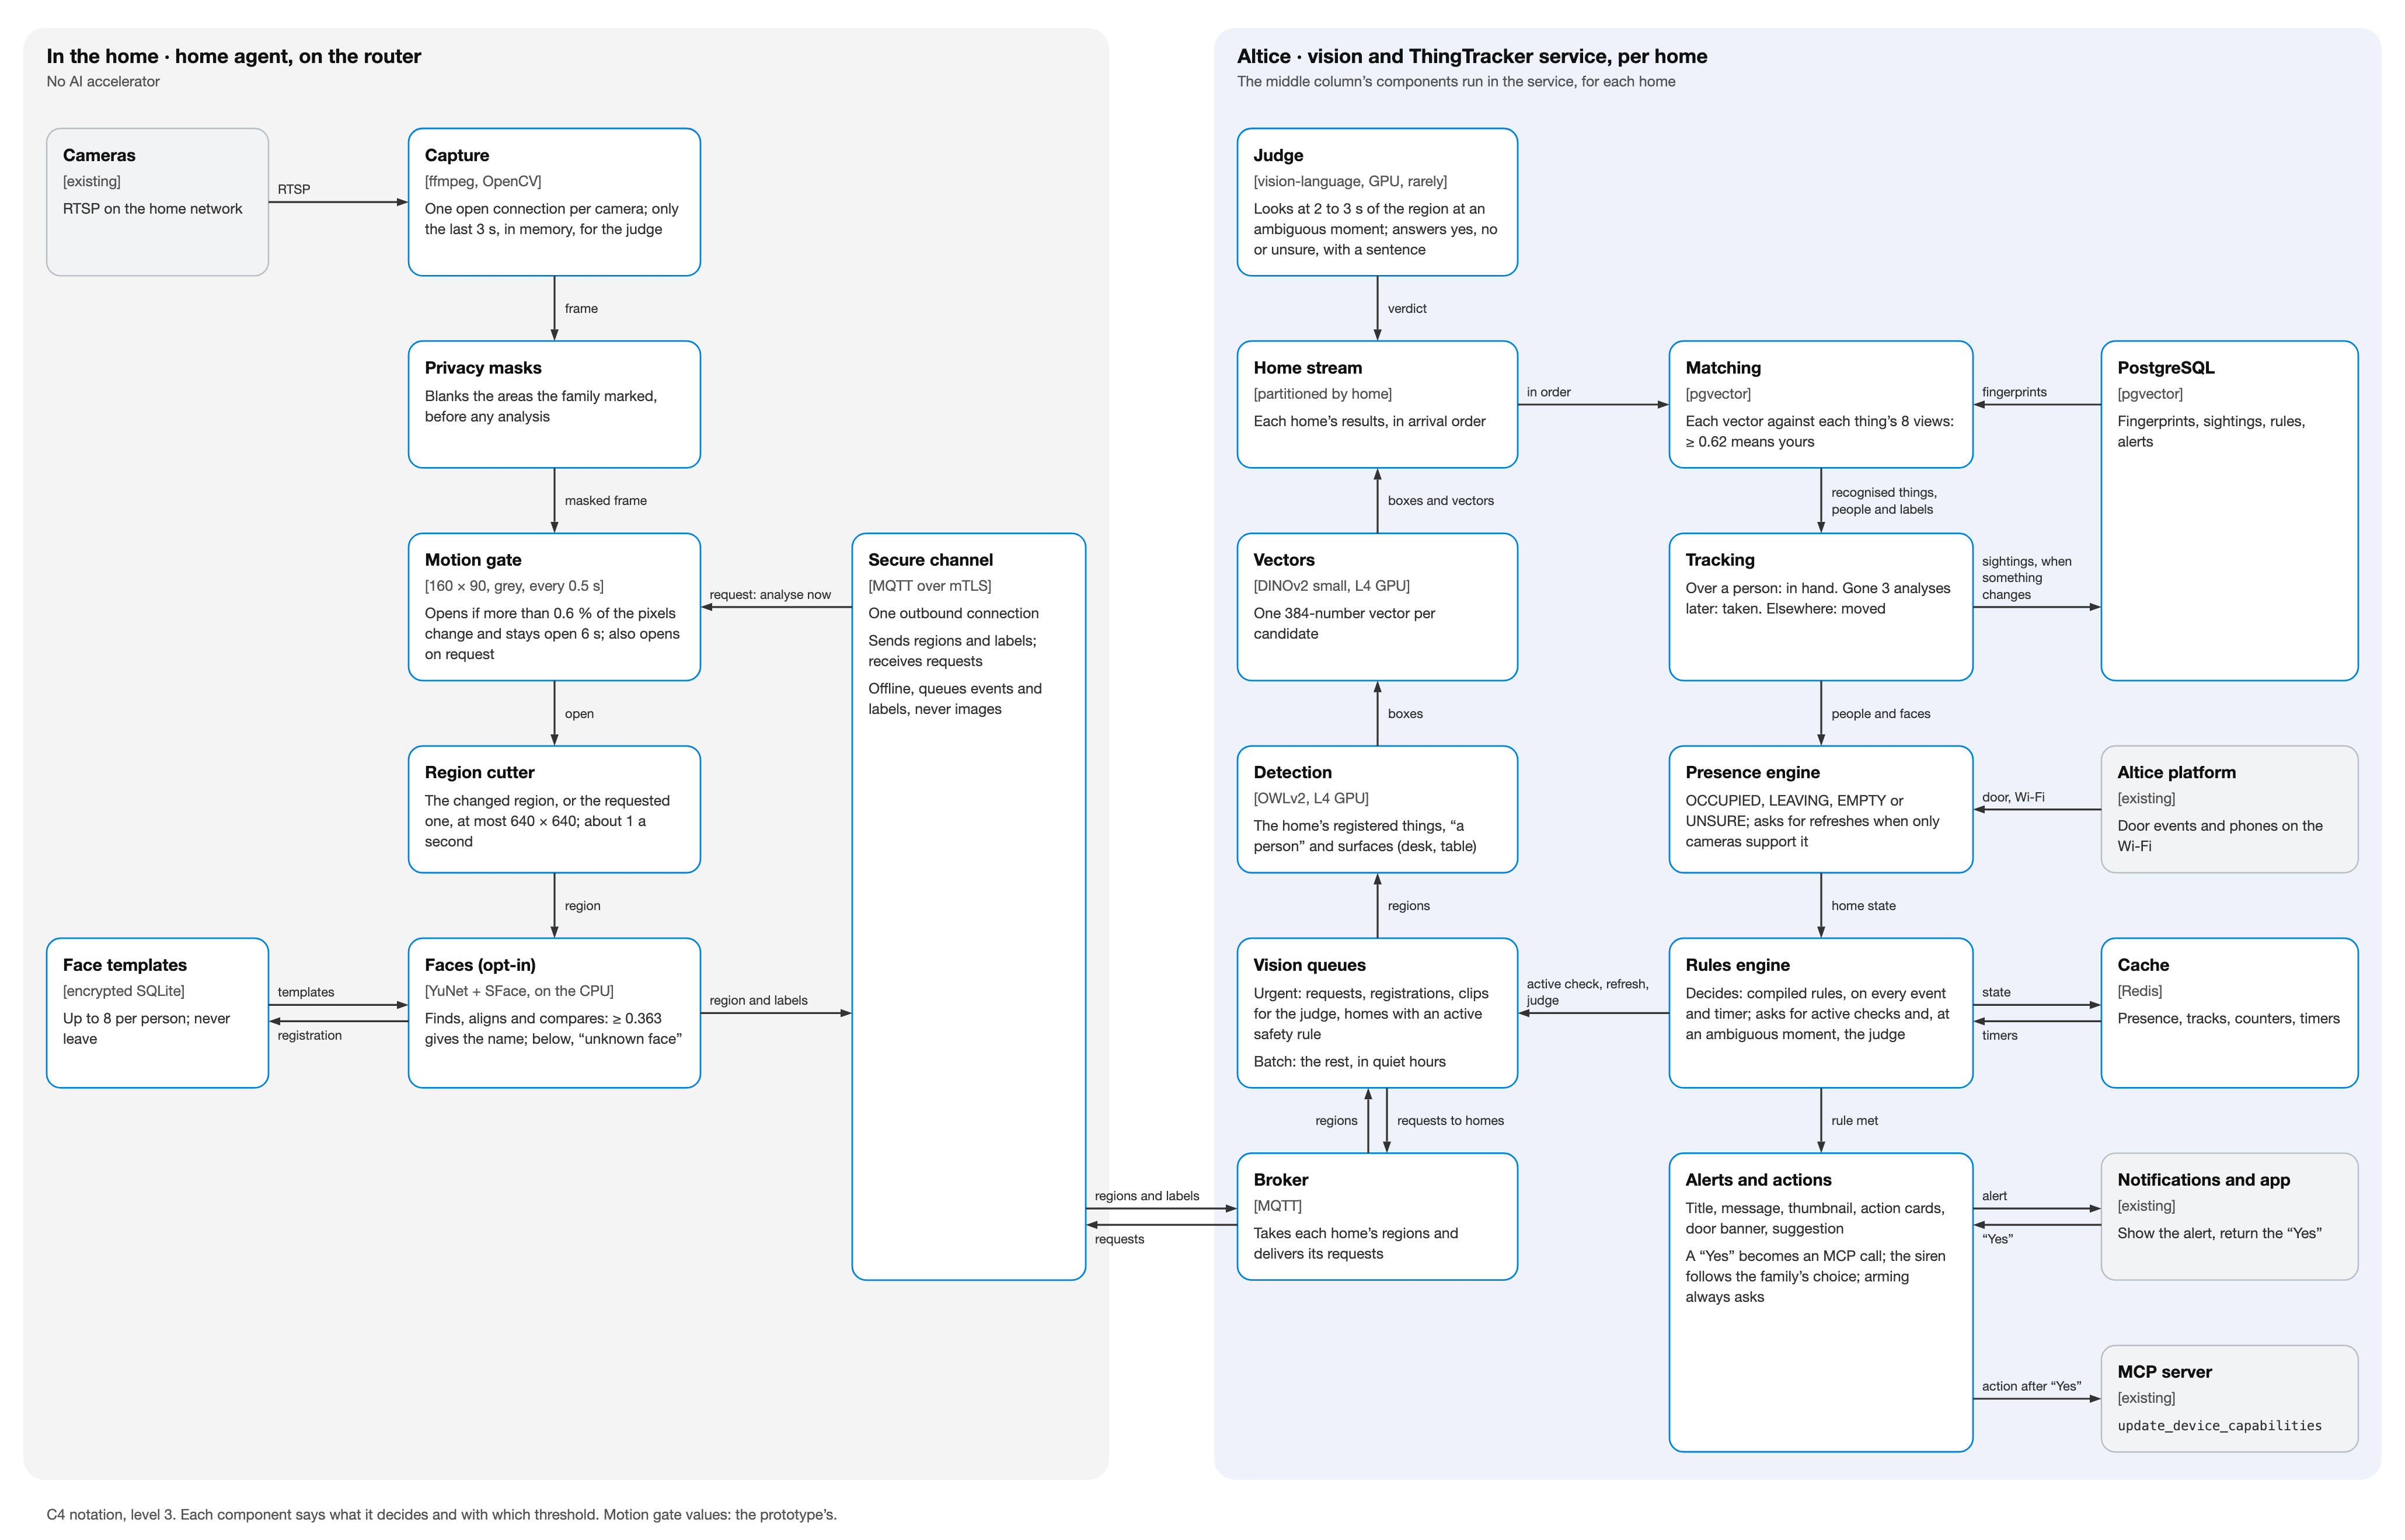 In the home · home agent, on the router
No AI accelerator
Cameras
[existing]
RTSP on the home network
RTSP
Capture
[ffmpeg, OpenCV]
One open connection per camera; only
the last 3 s, in memory, for the judge
frame
Privacy masks
Blanks the areas the family marked,
before any analysis
masked frame
Motion gate
[160 × 90, grey, every 0.5 s]
Opens if more than 0.6 % of the pixels
change and stays open 6 s; also opens
on request
request: analyse now
open
Region cutter
The changed region, or the requested
one, at most 640 × 640; about 1 a
second
region
Face templates
[encrypted SQLite]
Up to 8 per person; never
leave
templates
registration
Faces (opt-in)
[YuNet + SFace, on the CPU]
Finds, aligns and compares: ≥ 0.363
gives the name; below, “unknown face”
region and labels
Secure channel
[MQTT over mTLS]
One outbound connection
Sends regions and labels;
receives requests
Offline, queues events and
labels, never images
regions and labels
requests
Altice · vision and ThingTracker service, per home
The middle column’s components run in the service, for each home
Judge
[vision-language, GPU, rarely]
Looks at 2 to 3 s of the region at an
ambiguous moment; answers yes, no
or unsure, with a sentence
verdict
Home stream
[partitioned by home]
Each home’s results, in arrival order
in order
boxes and vectors
Vectors
[DINOv2 small, L4 GPU]
One 384-number vector per
candidate
boxes
Detection
[OWLv2, L4 GPU]
The home’s registered things, “a
person” and surfaces (desk, table)
regions
Vision queues
Urgent: requests, registrations, clips
for the judge, homes with an active
safety rule
Batch: the rest, in quiet hours
active check, refresh,
judge
regions
requests to homes
Broker
[MQTT]
Takes each home’s regions and
delivers its requests
Matching
[pgvector]
Each vector against each thing’s 8 views:
≥ 0.62 means yours
fingerprints
recognised things,
people and labels
Tracking
Over a person: in hand. Gone 3 analyses
later: taken. Elsewhere: moved
sightings, when
something
changes
people and faces
Presence engine
OCCUPIED, LEAVING, EMPTY or
UNSURE; asks for refreshes when only
cameras support it
door, Wi-Fi
home state
Rules engine
Decides: compiled rules, on every event
and timer; asks for active checks and, at
an ambiguous moment, the judge
state
timers
rule met
Alerts and actions
Title, message, thumbnail, action cards,
door banner, suggestion
A “Yes” becomes an MCP call; the siren
follows the family’s choice; arming
always asks
alert
“Yes”
action after “Yes”
PostgreSQL
[pgvector]
Fingerprints, sightings, rules,
alerts
Altice platform
[existing]
Door events and phones on the
Wi-Fi
Cache
[Redis]
Presence, tracks, counters, timers
Notifications and app
[existing]
Show the alert, return the “Yes”
MCP server
[existing]
update_device_capabilities
C4 notation, level 3. Each component says what it decides and with which threshold. Motion gate values: the prototype’s.